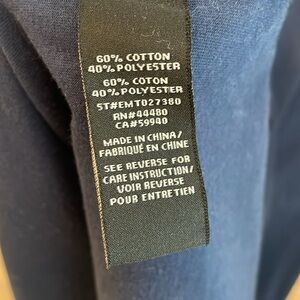 60% COTTON
40% POLYESTER
60% COTON
40% POLYESTER
ST#EMT027380
RN#44480
CA#59940
MADE IN CHINA/
FABRIQUÉ EN CHINE
SEE REVERSE FOR
CARE INSTRUCTION/
VOIR REVERSE
POUR ENTRETIEN